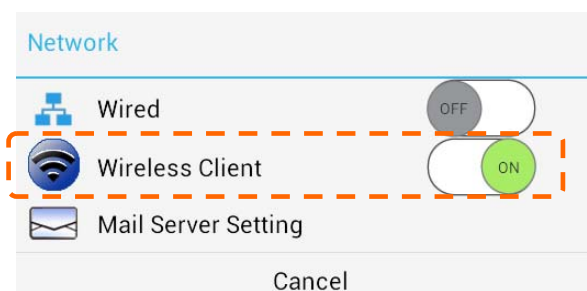 Network
Wired OFF
Wireless Client ON
Mail Server Setting
Cancel